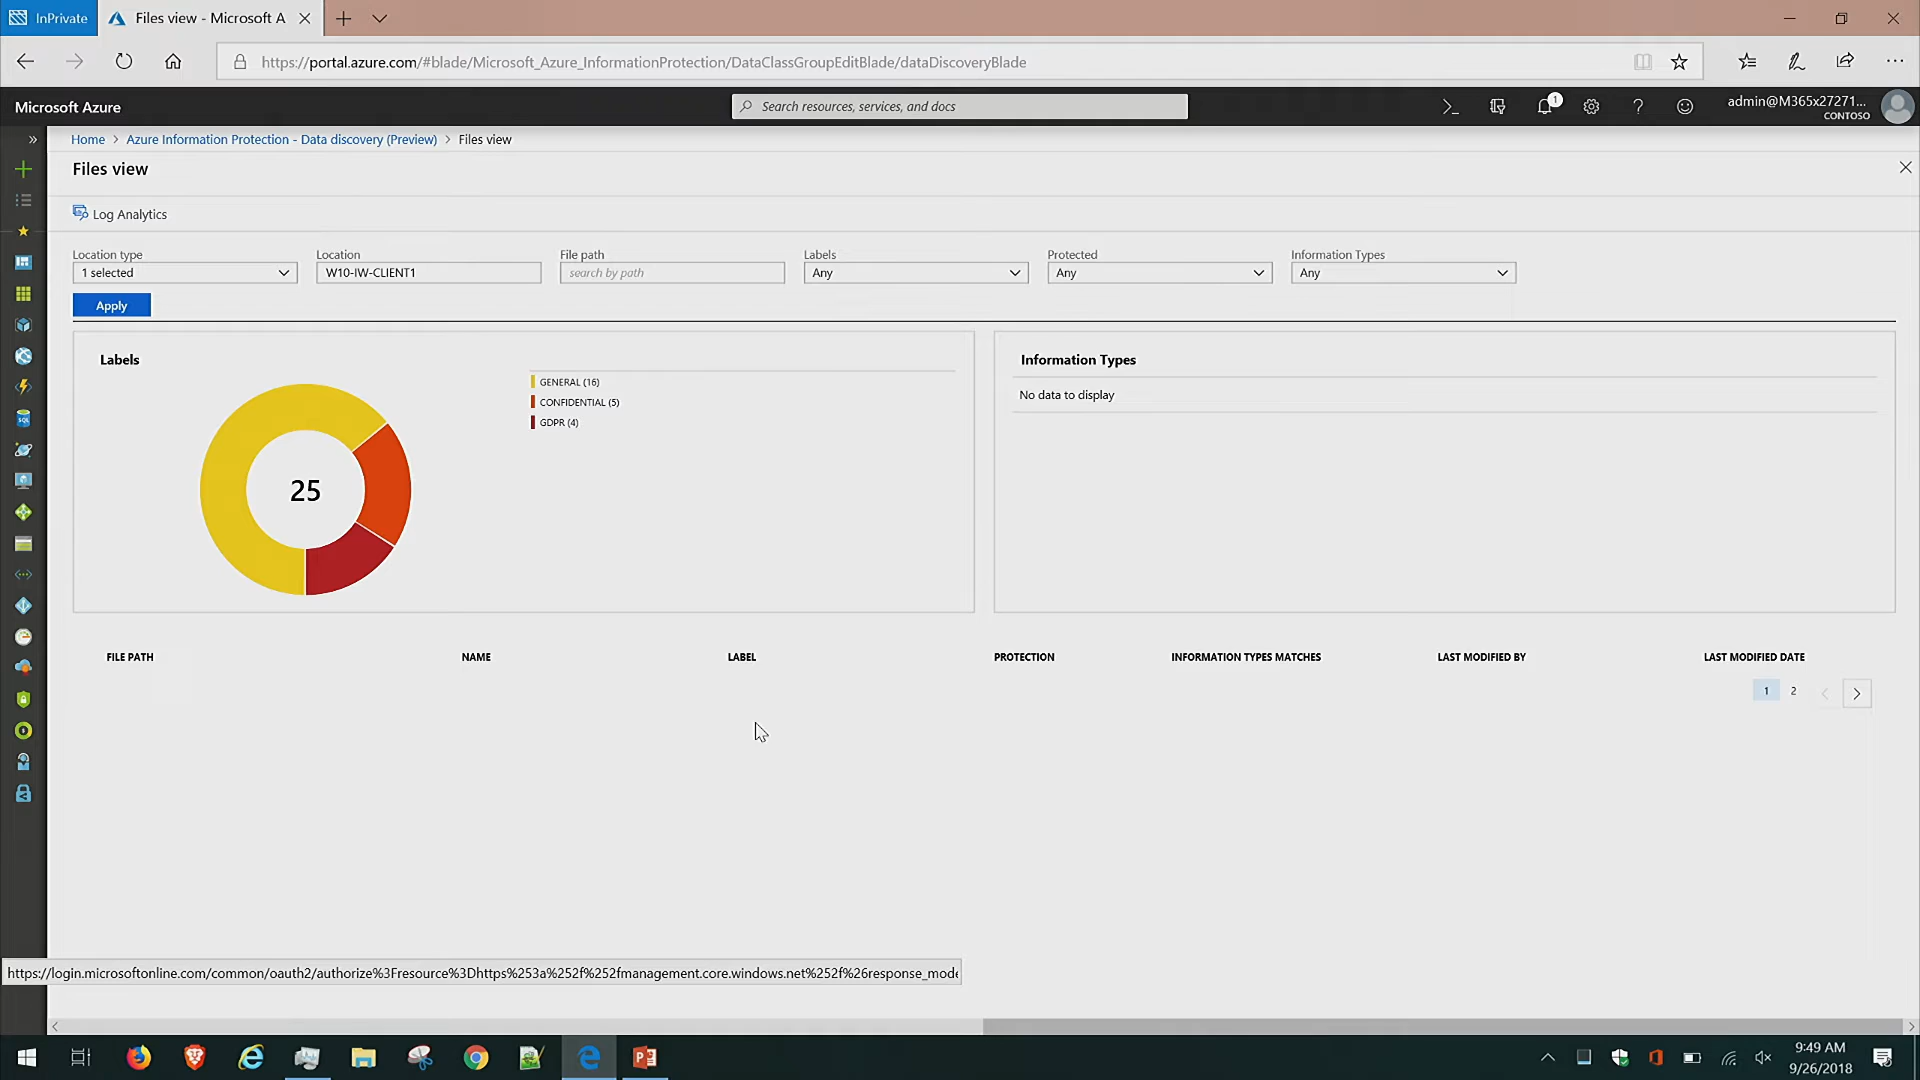 InPrivate
Files view - Microsoft A
https://portal.azure.com/#blade/Microsoft_Azure_InformationProtection/DataClassGroupEditBlade/dataDiscoveryBlade
Microsoft Azure
Search resources, services, and docs
1
admin@M365x27271...
CONTOSO
Home > Azure Information Protection - Data discovery (Preview) > Files view
Files view
Log Analytics
Location type
Location
File path
Labels
Protected
Information Types
1 selected
W10-IW-CLIENT1
search by path
Any
Any
Any
Apply
Labels
GENERAL (16)
CONFIDENTIAL (5)
GDPR (4)
25
Information Types
No data to display
FILE PATH
NAME
LABEL
PROTECTION
INFORMATION TYPES MATCHES
LAST MODIFIED BY
LAST MODIFIED DATE
1 2
https://login.microsoftonline.com/common/oauth2/authorize%3Fresource%3Dhttps%253a%252f%252fmanagement.core.windows.net%252f%26response_mode
9:49 AM
9/26/2018